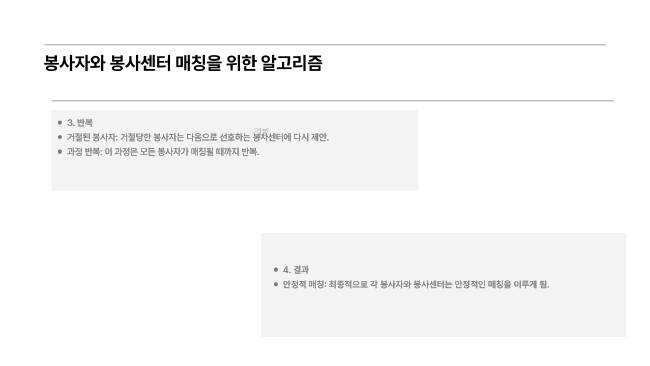 봉사자와 봉사센터 매칭을 위한 알고리즘
3. 반복
거절된 봉사자: 거절당한 봉사자는 다음으로 선호하는 봉사센터에 다시 제안.
과정 반복: 이 과정은 모든 봉사자가 매칭될 때까지 반복.
4. 결과
안정적 매칭: 최종적으로 각 봉사자와 봉사센터는 안정적인 매칭을 이루게 됨.